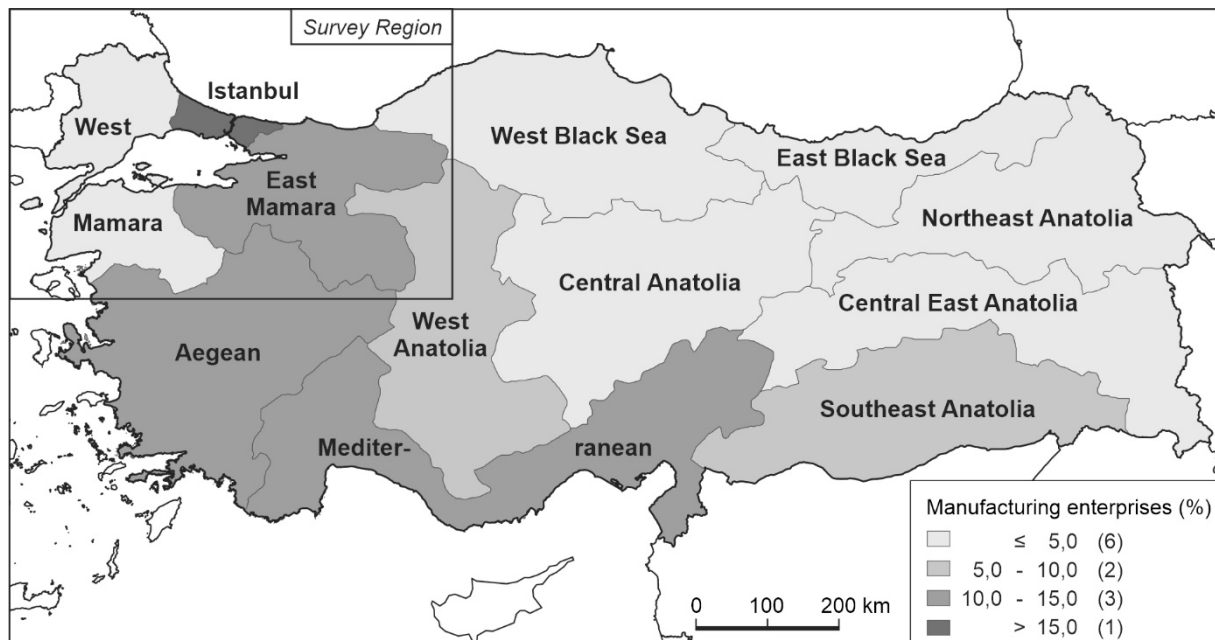 Survey Region
Istanbul
West
Mamara
East
Mamara
West Black Sea
East Black Sea
Northeast Anatolia
Central Anatolia
Central East Anatolia
West
Anatolia
Aegean
Southeast Anatolia
Mediter-
ranean
Manufacturing enterprises (%)
≤ 5,0 (6)
5,0 - 10,0 (2)
10,0 - 15,0 (3)
> 15,0 (1)
0 100 200 km